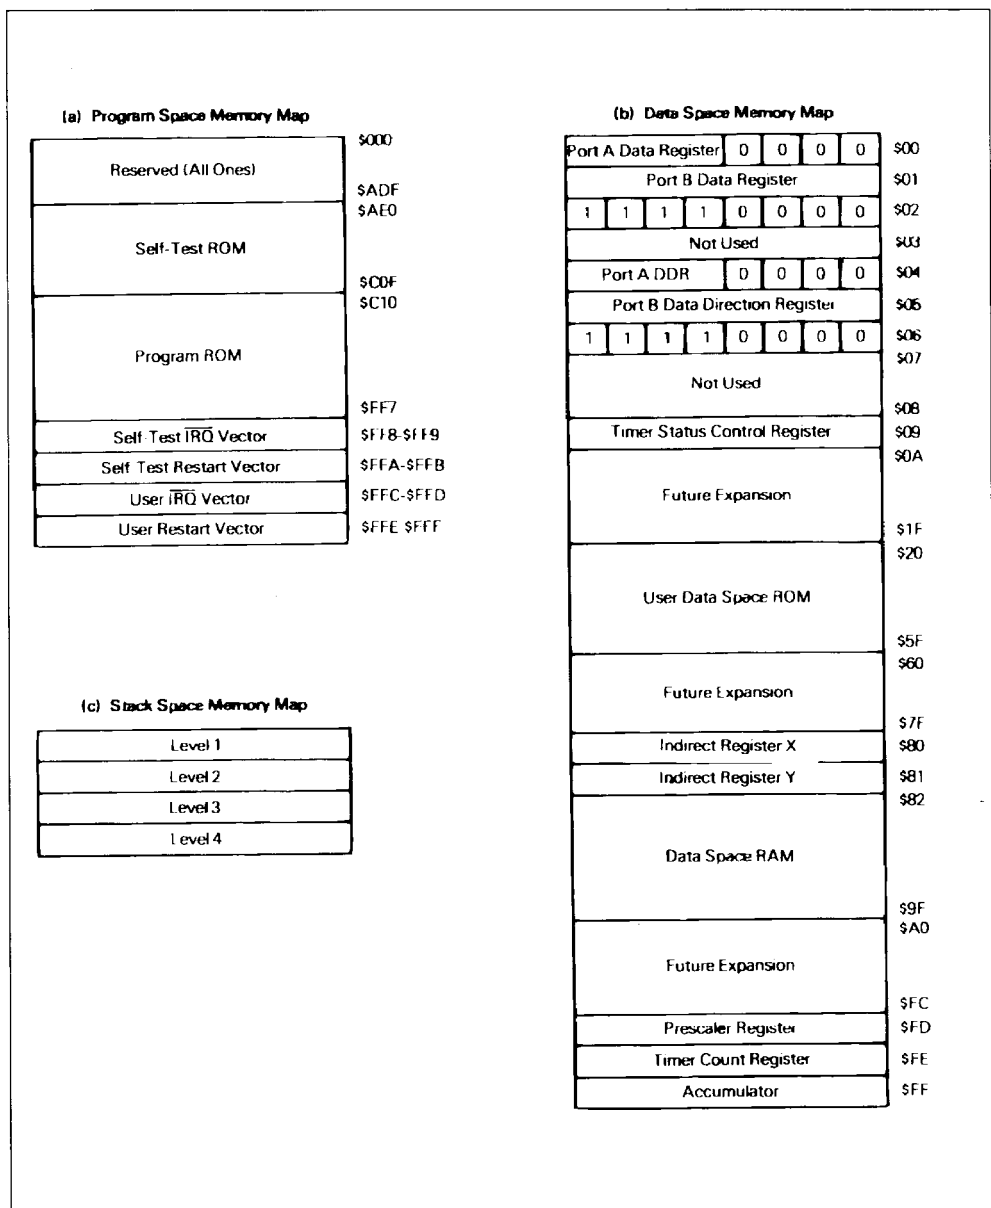 (a) Program Space Memory Map
$000
Reserved (All Ones)
$ADF
$AE0
Self-Test ROM
$C0F
$C10
Program ROM
$FF7
Self-Test IRQ Vector $FF8-$FF9
Self Test Restart Vector $FFA-$FFB
User IRQ Vector $FFC-$FFD
User Restart Vector $FFE $FFF
(c) Stack Space Memory Map
Level 1
Level 2
Level 3
Level 4
(b) Data Space Memory Map
Port A Data Register 0 0 0 0 $00
Port B Data Register $01
1 1 1 1 0 0 0 0 $02
Not Used $03
Port A DDR 0 0 0 0 $04
Port B Data Direction Register $05
1 1 1 1 0 0 0 0 $06
$07
Not Used
$08
Timer Status Control Register $09
$0A
Future Expansion
$1F
$20
User Data Space ROM
$5F
$60
Future Expansion
$7F
Indirect Register X $80
Indirect Register Y $81
$82
Data Space RAM
$9F
$A0
Future Expansion
$FC
Prescaler Register $FD
Timer Count Register $FE
Accumulator $FF